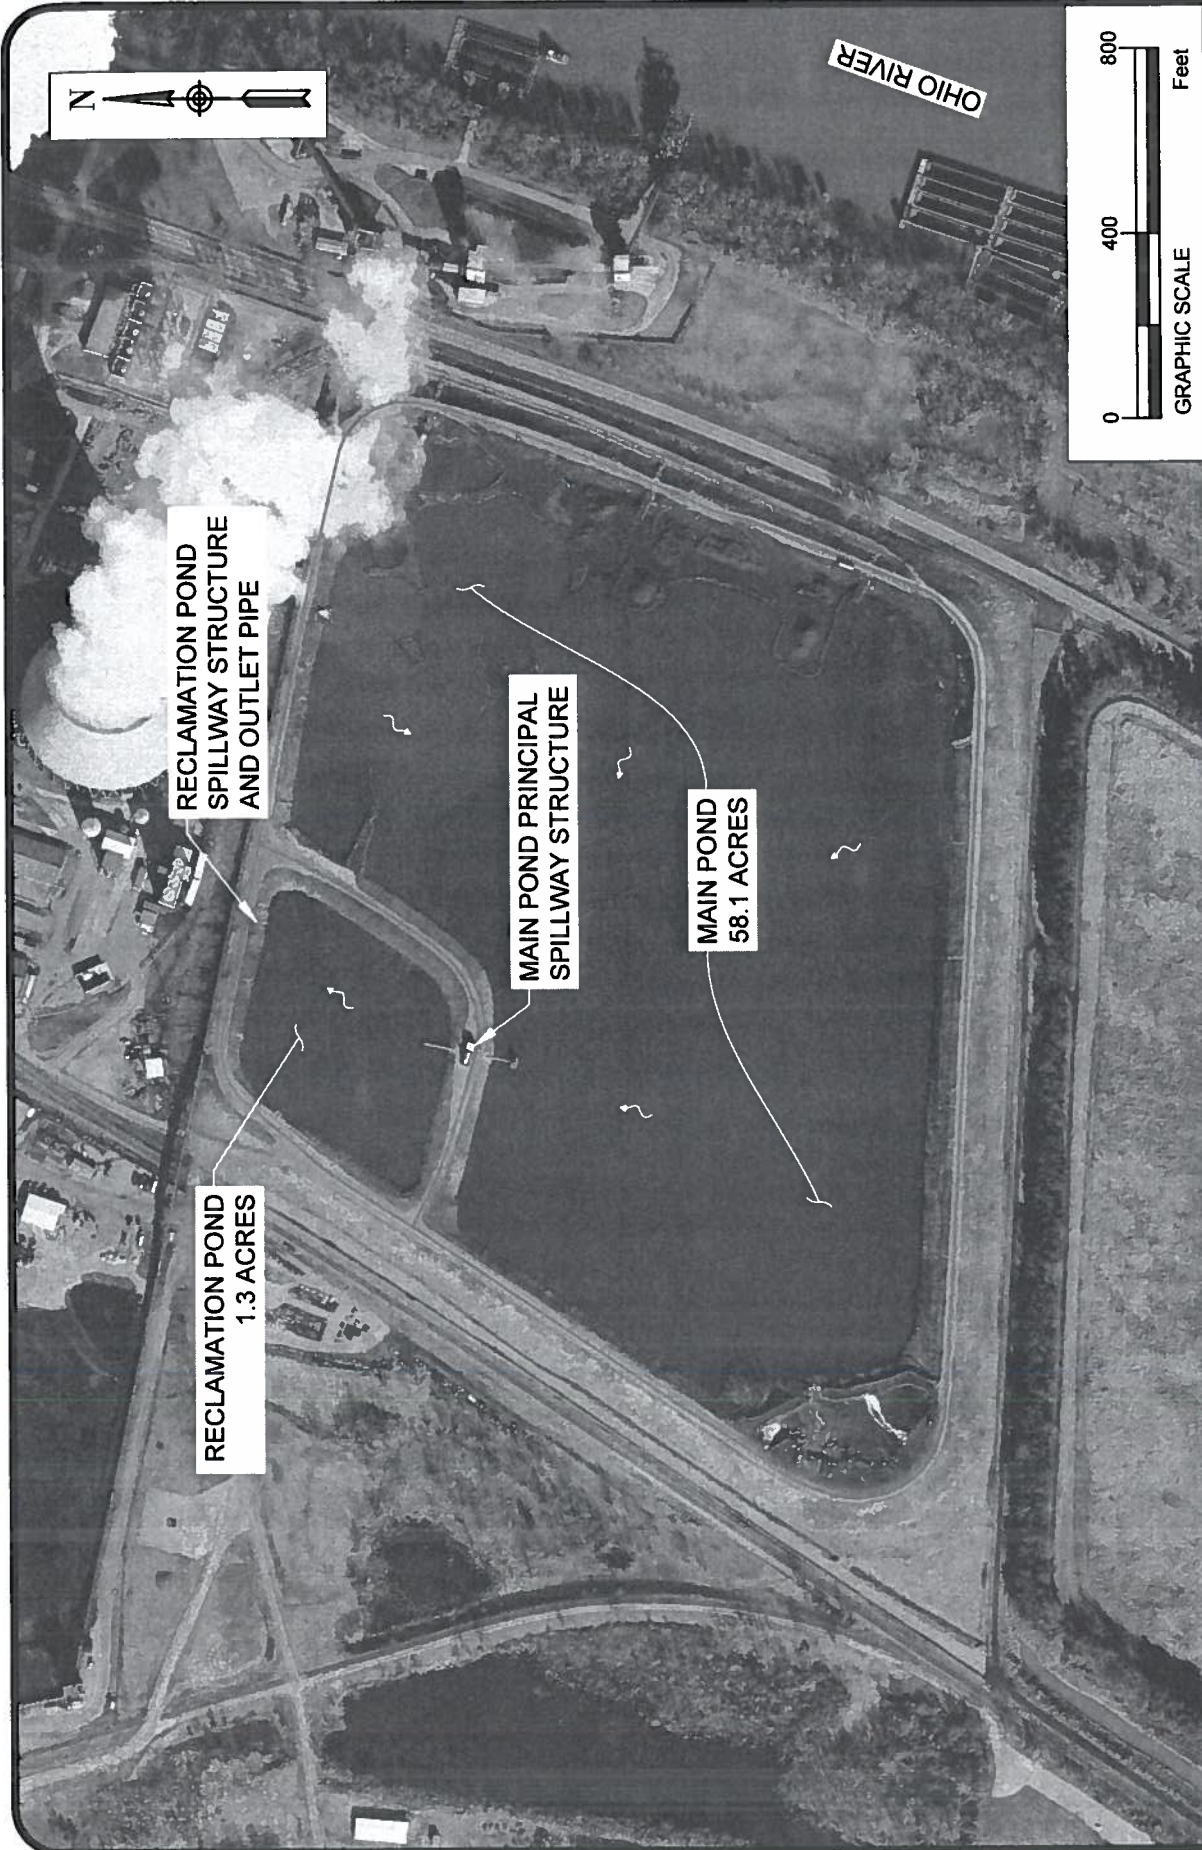 N
OHIO RIVER
RECLAMATION POND
SPILLWAY STRUCTURE
AND OUTLET PIPE
MAIN POND PRINCIPAL
SPILLWAY STRUCTURE
MAIN POND
58.1 ACRES
RECLAMATION POND
1.3 ACRES
0 400 800
Feet
GRAPHIC SCALE